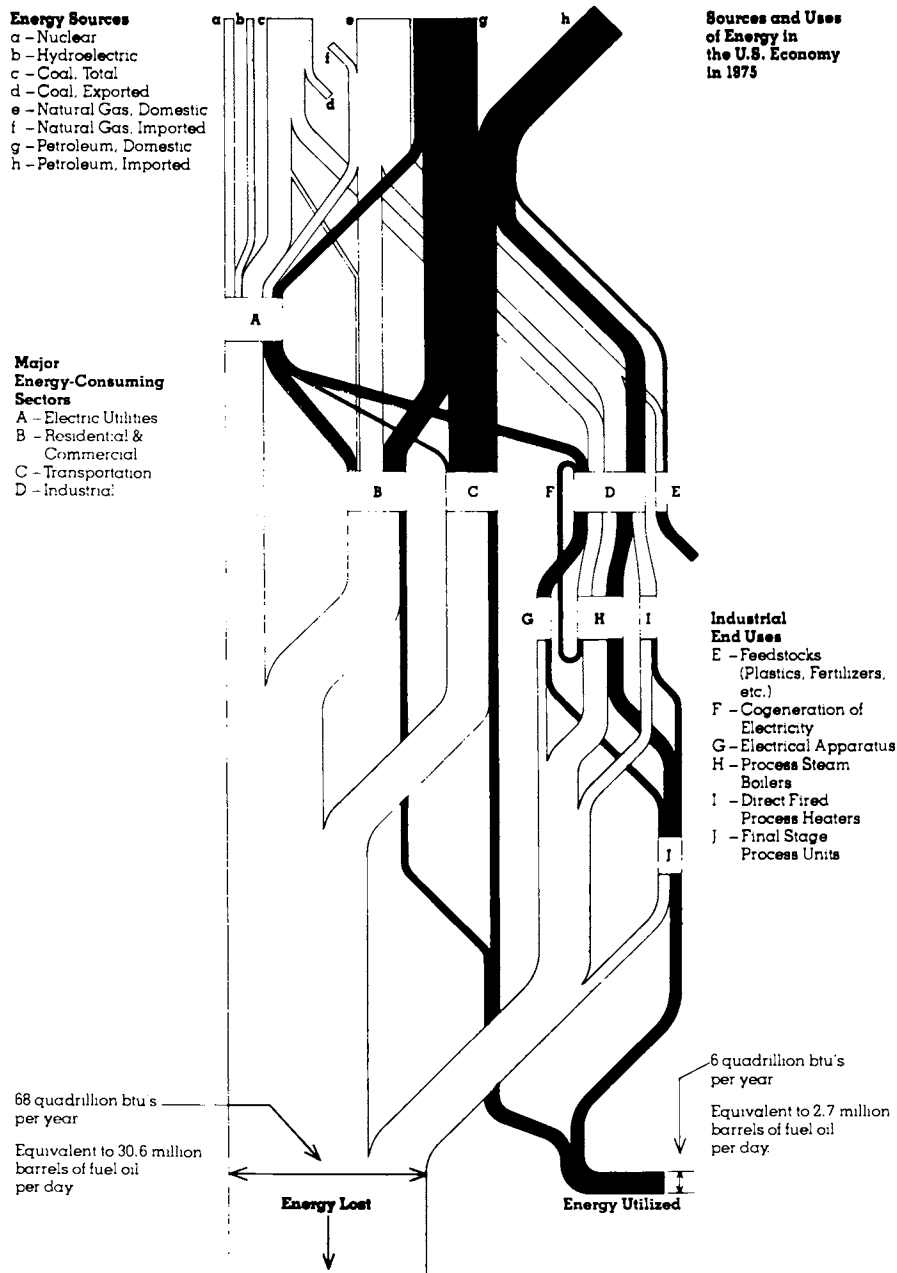 Energy Sources
a – Nuclear
b – Hydroelectric
c – Coal, Total
d – Coal, Exported
e – Natural Gas, Domestic
f – Natural Gas, Imported
g – Petroleum, Domestic
h – Petroleum, Imported
a b c e g h
f
d
Sources and Uses
of Energy in
the U.S. Economy
in 1975
A
Major
Energy-Consuming
Sectors
A – Electric Utilities
B – Residential &
Commercial
C – Transportation
D – Industrial
B C F D E
G H I
Industrial
End Uses
E – Feedstocks
(Plastics, Fertilizers,
etc.)
F – Cogeneration of
Electricity
G – Electrical Apparatus
H – Process Steam
Boilers
I – Direct Fired
Process Heaters
J – Final Stage
Process Units
J
68 quadrillion btu's
per year
Equivalent to 30.6 million
barrels of fuel oil
per day
6 quadrillion btu's
per year
Equivalent to 2.7 million
barrels of fuel oil
per day.
Energy Lost
Energy Utilized